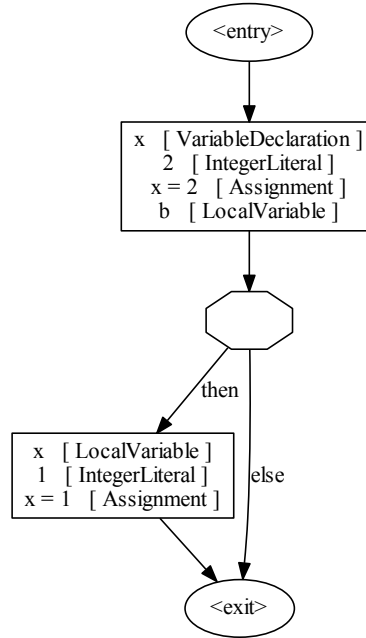 <entry>
x [ VariableDeclaration ]
2 [ IntegerLiteral ]
x = 2 [ Assignment ]
b [ LocalVariable ]
then
else
x [ LocalVariable ]
1 [ IntegerLiteral ]
x = 1 [ Assignment ]
<exit>